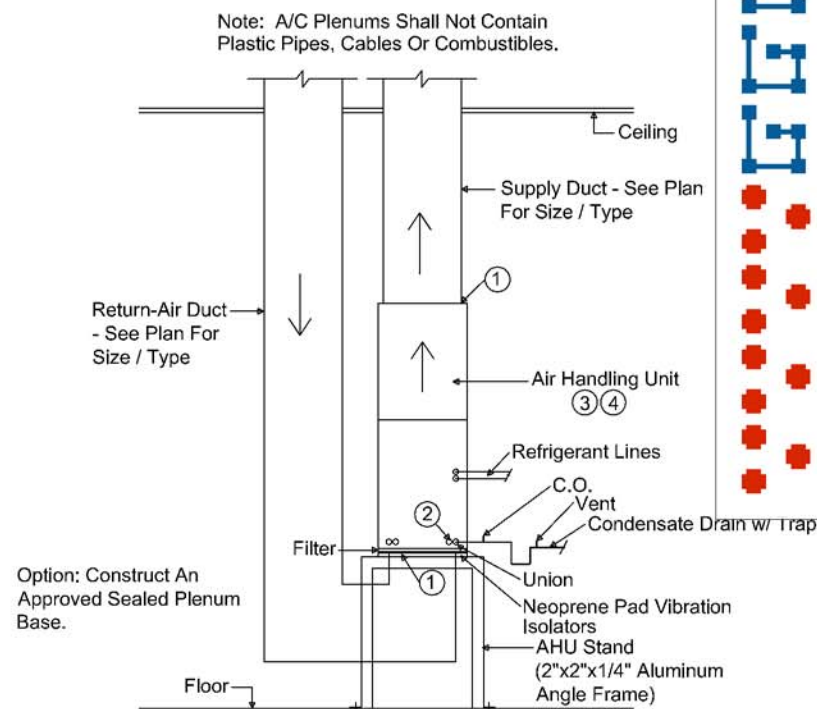 Note: A/C Plenums Shall Not Contain
Plastic Pipes, Cables Or Combustibles.
Ceiling
Supply Duct - See Plan
For Size / Type
1
Return-Air Duct
- See Plan For
Size / Type
Air Handling Unit
3 4
Refrigerant Lines
C.O.
Vent
2
Condensate Drain w/ Trap
Filter
1
Union
Option: Construct An
Approved Sealed Plenum
Base.
Neoprene Pad Vibration
Isolators
AHU Stand
(2"x2"x1/4" Aluminum
Angle Frame)
Floor